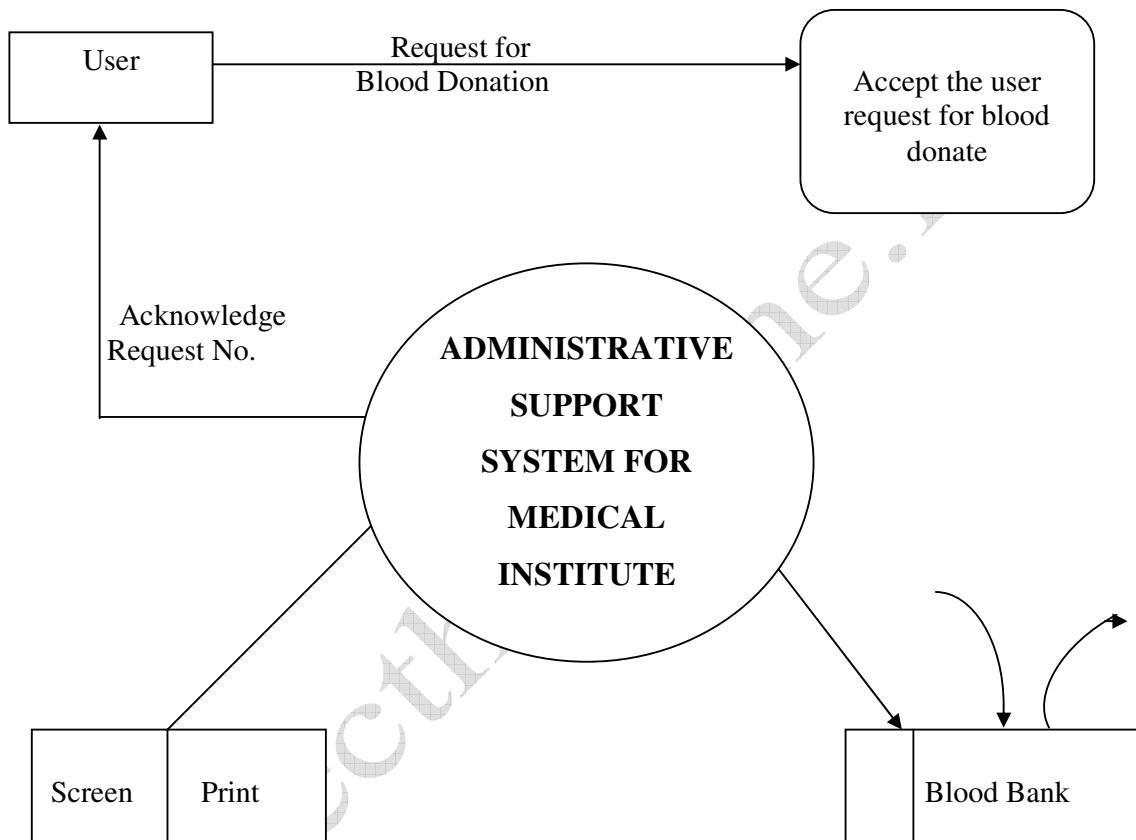 User
Request for
Blood Donation
Accept the user
request for blood
donate
Acknowledge
Request No.
ADMINISTRATIVE
SUPPORT
SYSTEM FOR
MEDICAL
INSTITUTE
Screen
Print
Blood Bank